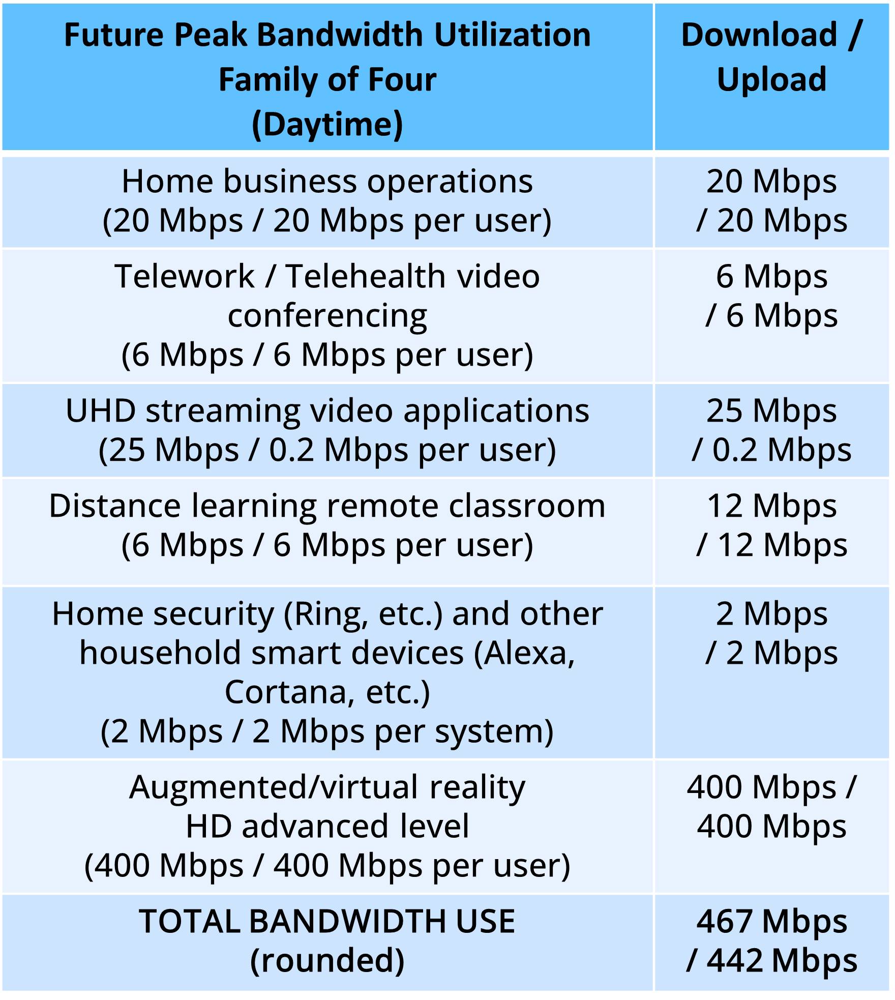 Future Peak Bandwidth Utilization
Family of Four
(Daytime)
Download /
Upload
Home business operations
(20 Mbps / 20 Mbps per user)
20 Mbps
/ 20 Mbps
Telework / Telehealth video
conferencing
(6 Mbps / 6 Mbps per user)
6 Mbps
/ 6 Mbps
UHD streaming video applications
(25 Mbps / 0.2 Mbps per user)
25 Mbps
/ 0.2 Mbps
Distance learning remote classroom
(6 Mbps / 6 Mbps per user)
12 Mbps
/ 12 Mbps
Home security (Ring, etc.) and other
household smart devices (Alexa,
Cortana, etc.)
(2 Mbps / 2 Mbps per system)
2 Mbps
/ 2 Mbps
Augmented/virtual reality
HD advanced level
(400 Mbps / 400 Mbps per user)
400 Mbps /
400 Mbps
TOTAL BANDWIDTH USE
(rounded)
467 Mbps
/ 442 Mbps